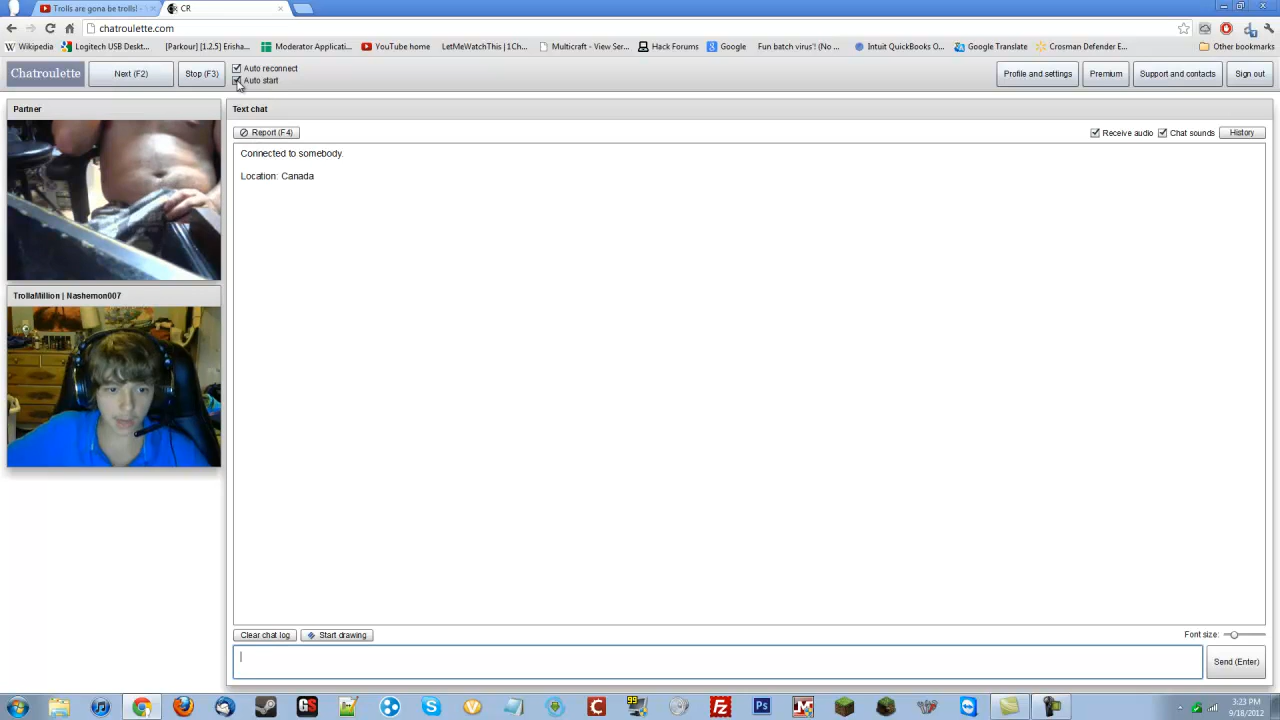 Trolls are gona be trolls! -
CR
chatroulette.com
Wikipedia
Logitech USB Deskt...
[Parkour] [1.2.5] Erisha...
Moderator Applicati...
YouTube home
LetMeWatchThis | 1Ch...
Multicraft - View Ser...
Hack Forums
Google
Fun batch virus'! (No ...
Intuit QuickBooks O...
Google Translate
Crosman Defender E...
Other bookmarks
Chatroulette
Next (F2)
Stop (F3)
Auto reconnect
Auto start
Profile and settings
Premium
Support and contacts
Sign out
Partner
Text chat
Report (F4)
Receive audio
Chat sounds
History
Connected to somebody.
Location: Canada
TrollaMillion | Nashemon007
Clear chat log
Start drawing
Font size:
Send (Enter)
3:23 PM
9/18/2012